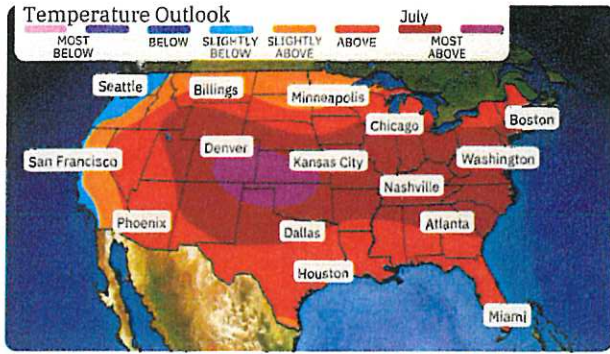 Temperature Outlook July
MOST BELOW
BELOW
SLIGHTLY BELOW
SLIGHTLY ABOVE
ABOVE
MOST ABOVE
Seattle
Billings
Minneapolis
Chicago
Boston
San Francisco
Denver
Kansas City
Washington
Nashville
Phoenix
Dallas
Atlanta
Houston
Miami